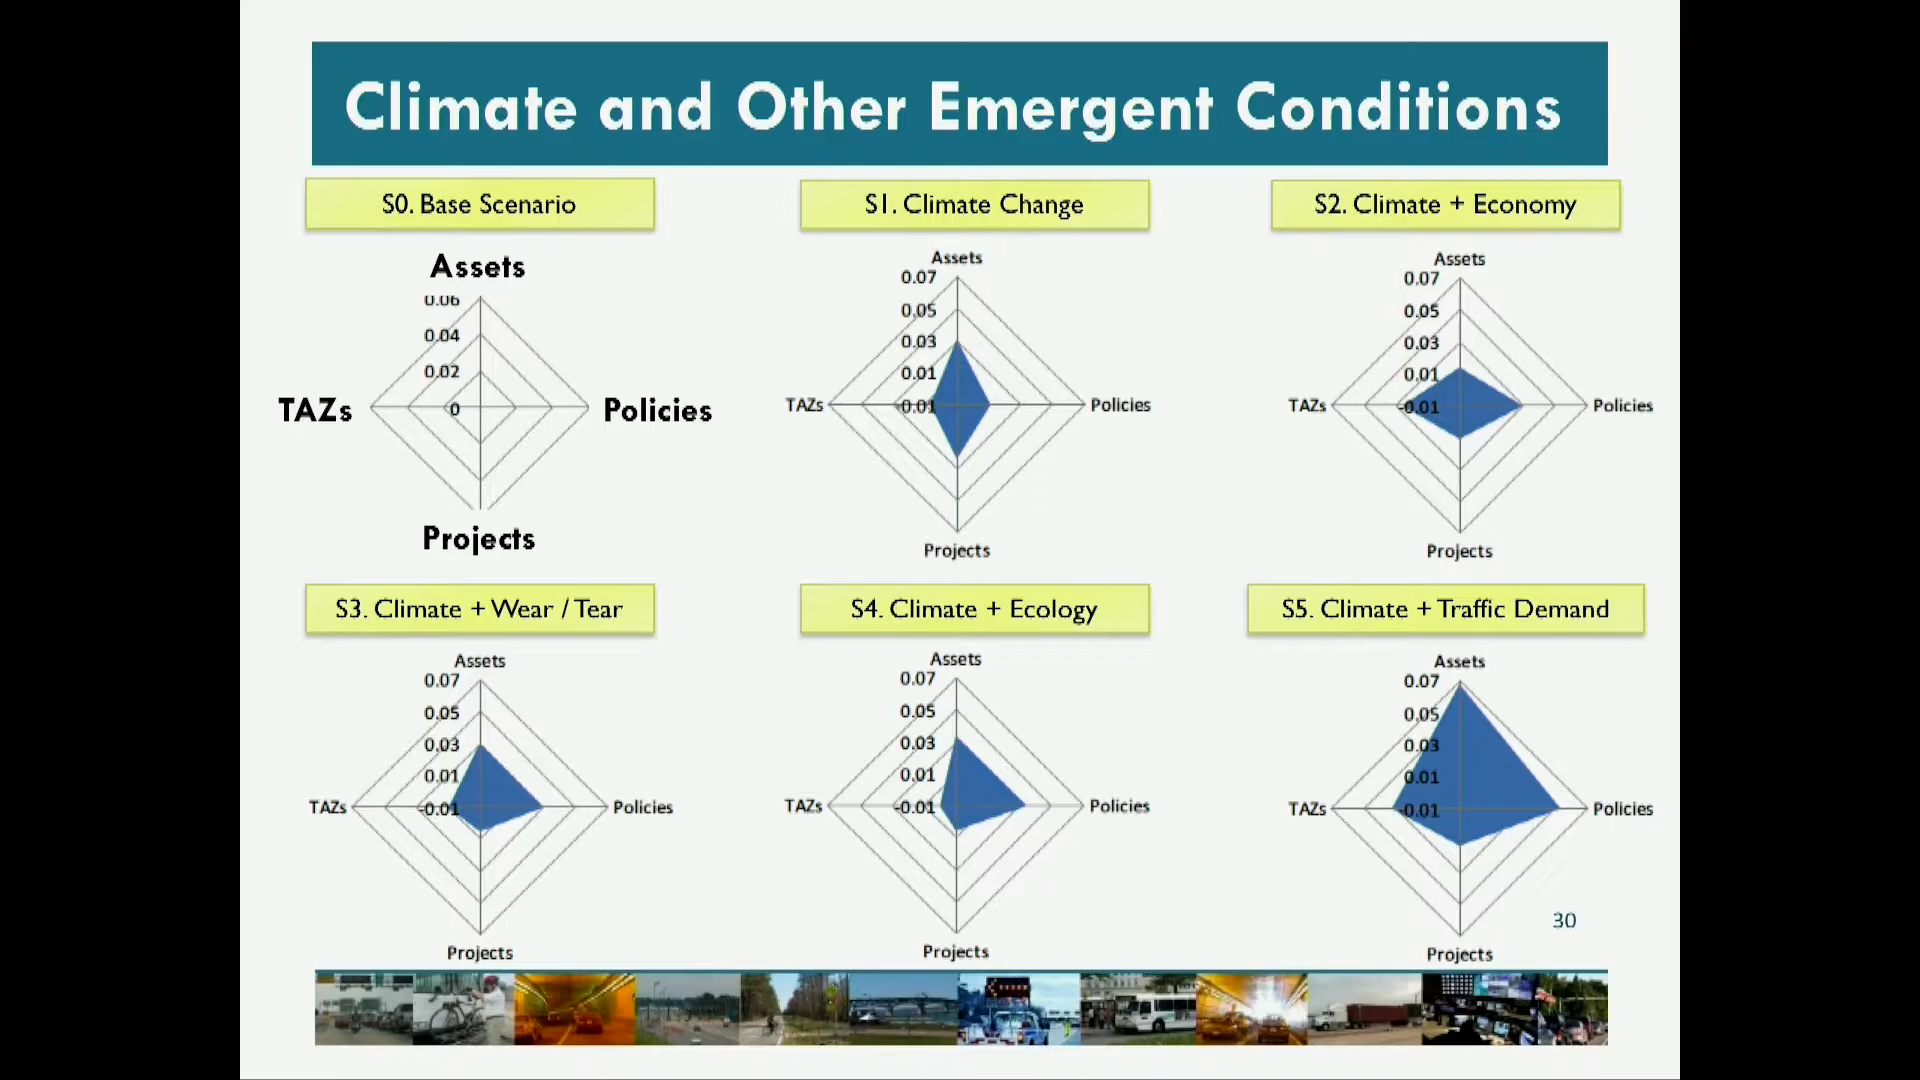 Climate and Other Emergent Conditions
S0. Base Scenario
Assets
0.06
0.04
0.02
0
TAZs
Policies
Projects
S1. Climate Change
Assets
0.07
0.05
0.03
0.01
-0.01
TAZs
Policies
Projects
S2. Climate + Economy
Assets
0.07
0.05
0.03
0.01
-0.01
TAZs
Policies
Projects
S3. Climate + Wear / Tear
Assets
0.07
0.05
0.03
0.01
-0.01
TAZs
Policies
Projects
S4. Climate + Ecology
Assets
0.07
0.05
0.03
0.01
-0.01
TAZs
Policies
Projects
S5. Climate + Traffic Demand
Assets
0.07
0.05
0.03
0.01
-0.01
TAZs
Policies
Projects
30